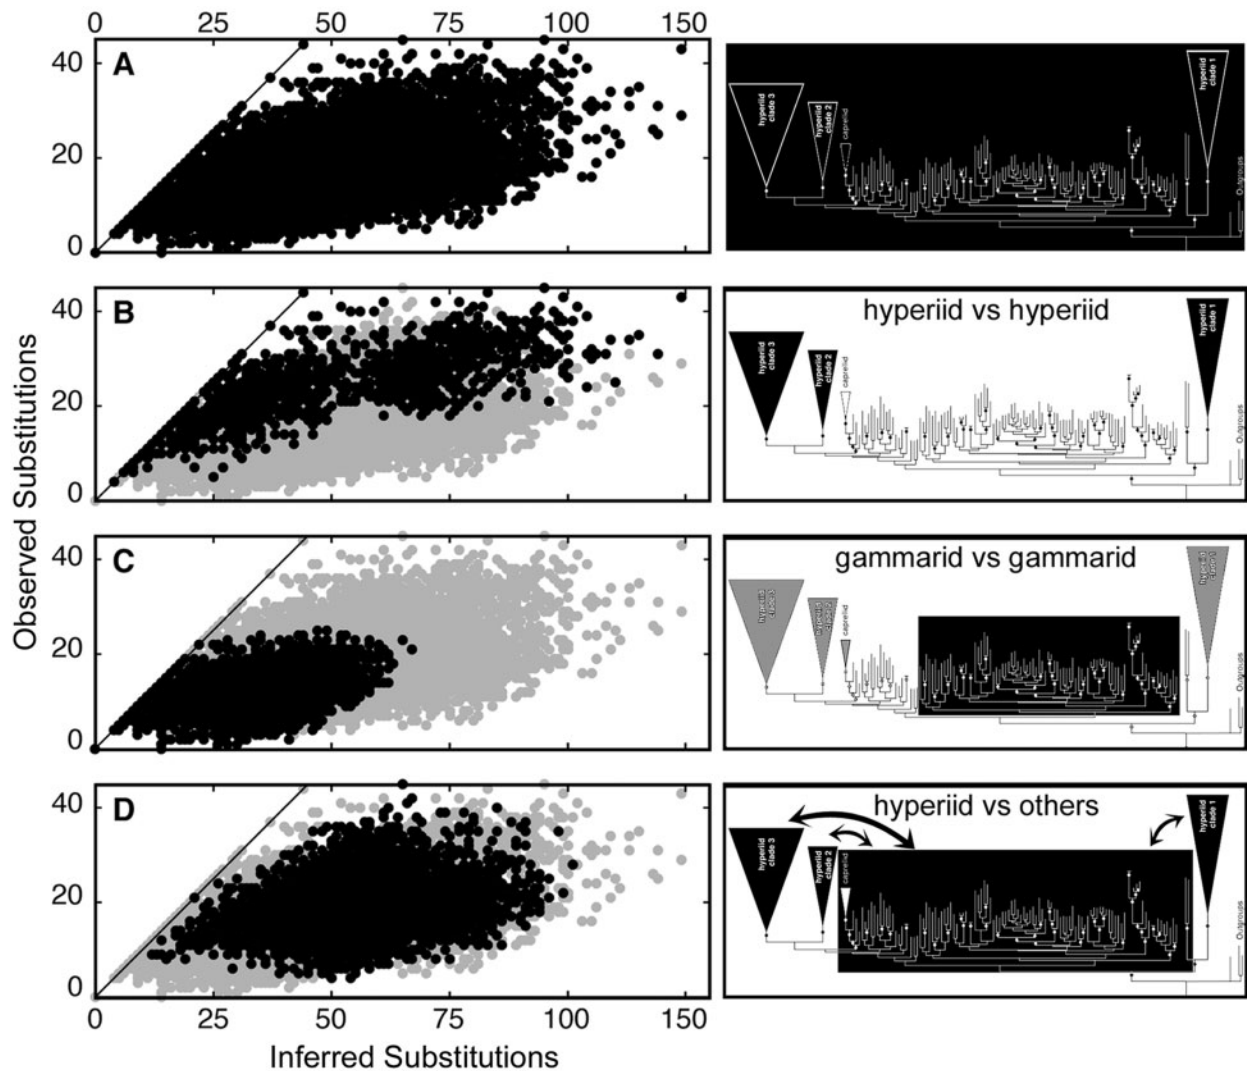 0 25 50 75 100 150
A
40
20
0
hyperiid
clade 3
hyperiid
clade 2
caprelid
hyperiid
clade 1
Outgroups
B
40
20
0
hyperiid vs hyperiid
hyperiid
clade 3
hyperiid
clade 2
caprelid
hyperiid
clade 1
Outgroups
Observed Substitutions
C
40
20
0
gammarid vs gammarid
hyperiid
clade 3
hyperiid
clade 2
caprelid
hyperiid
clade 1
Outgroups
D
40
20
0
hyperiid vs others
hyperiid
clade 3
hyperiid
clade 2
caprelid
hyperiid
clade 1
Outgroups
0 25 50 75 100 150
Inferred Substitutions